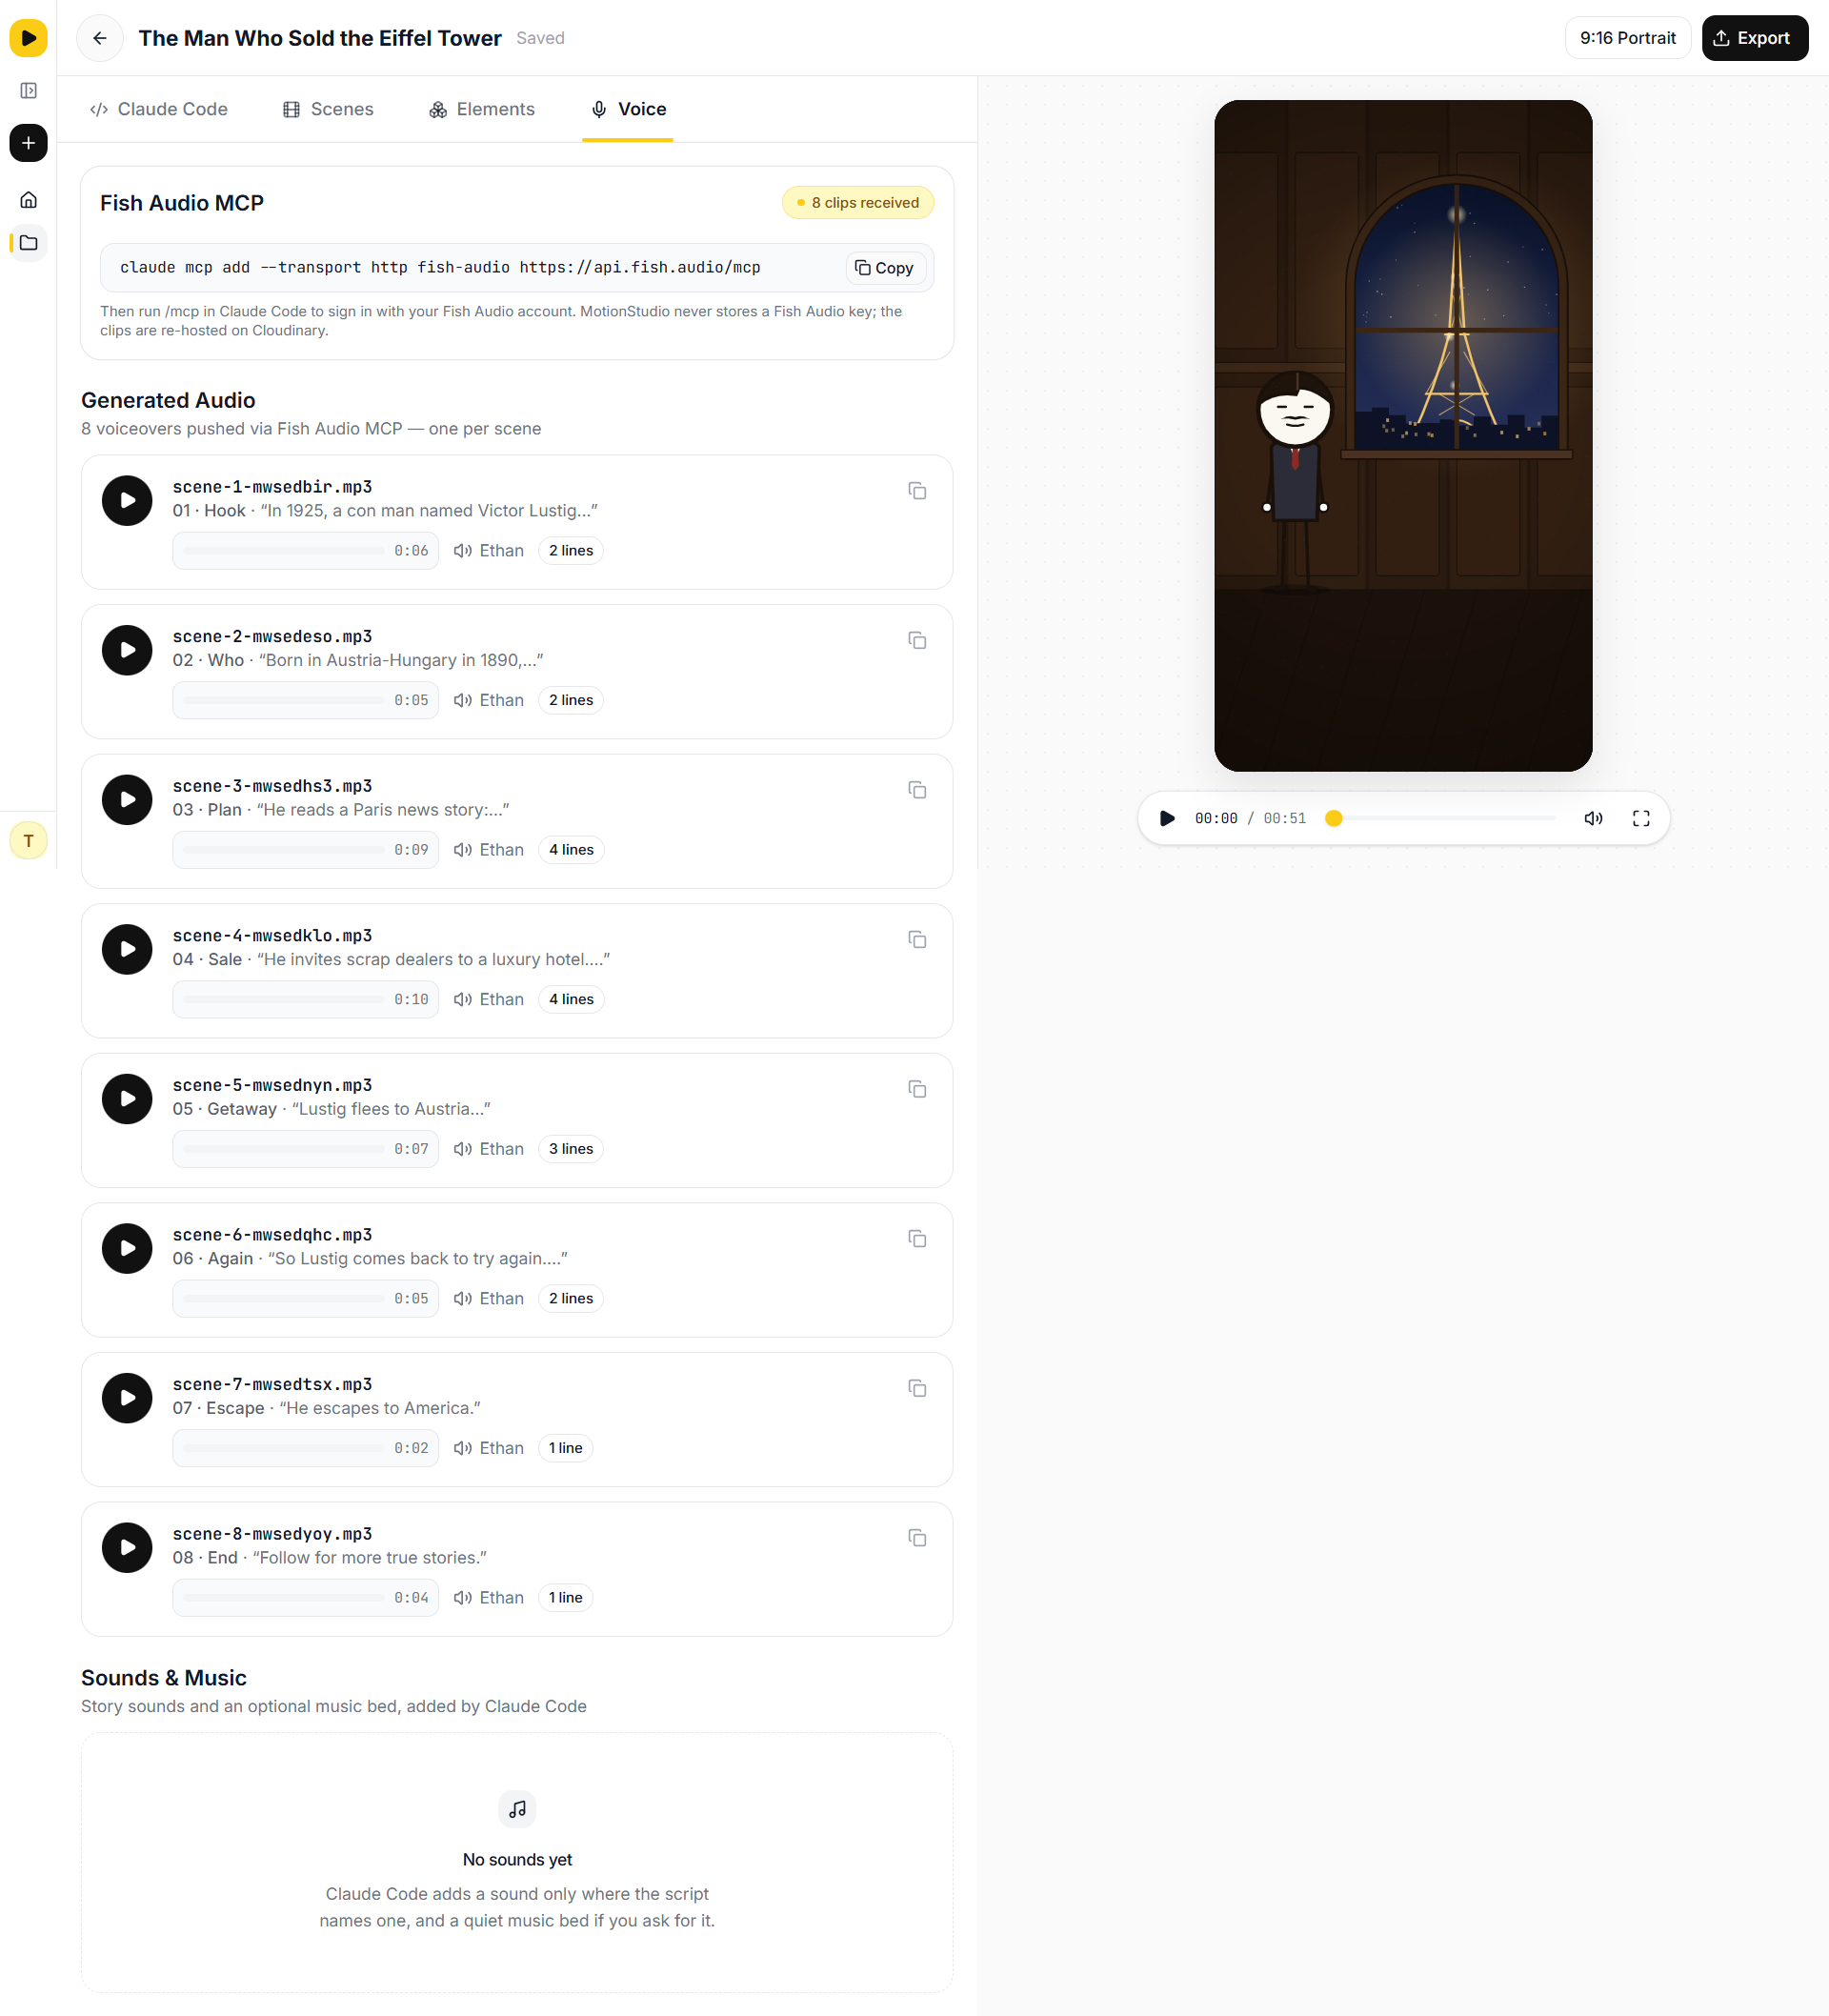 The Man Who Sold the Eiffel Tower
Saved
9:16 Portrait
Export
Claude Code
Scenes
Elements
Voice
Fish Audio MCP
8 clips received
claude mcp add --transport http fish-audio https://api.fish.audio/mcp
Copy
Then run /mcp in Claude Code to sign in with your Fish Audio account. MotionStudio never stores a Fish Audio key; the
clips are re-hosted on Cloudinary.
Generated Audio
8 voiceovers pushed via Fish Audio MCP — one per scene
scene-1-mwsedbir.mp3
01 · Hook · “In 1925, a con man named Victor Lustig...”
0:06
Ethan
2 lines
scene-2-mwsedeso.mp3
02 · Who · “Born in Austria-Hungary in 1890,...”
0:05
Ethan
2 lines
scene-3-mwsedhs3.mp3
03 · Plan · “He reads a Paris news story:...”
0:09
Ethan
4 lines
scene-4-mwsedklo.mp3
04 · Sale · “He invites scrap dealers to a luxury hotel....”
0:10
Ethan
4 lines
scene-5-mwsednyn.mp3
05 · Getaway · “Lustig flees to Austria...”
0:07
Ethan
3 lines
scene-6-mwsedqhc.mp3
06 · Again · “So Lustig comes back to try again....”
0:05
Ethan
2 lines
scene-7-mwsedtsx.mp3
07 · Escape · “He escapes to America.”
0:02
Ethan
1 line
scene-8-mwsedyoy.mp3
08 · End · “Follow for more true stories.”
0:04
Ethan
1 line
Sounds & Music
Story sounds and an optional music bed, added by Claude Code
No sounds yet
Claude Code adds a sound only where the script
names one, and a quiet music bed if you ask for it.
00:00 / 00:51
T